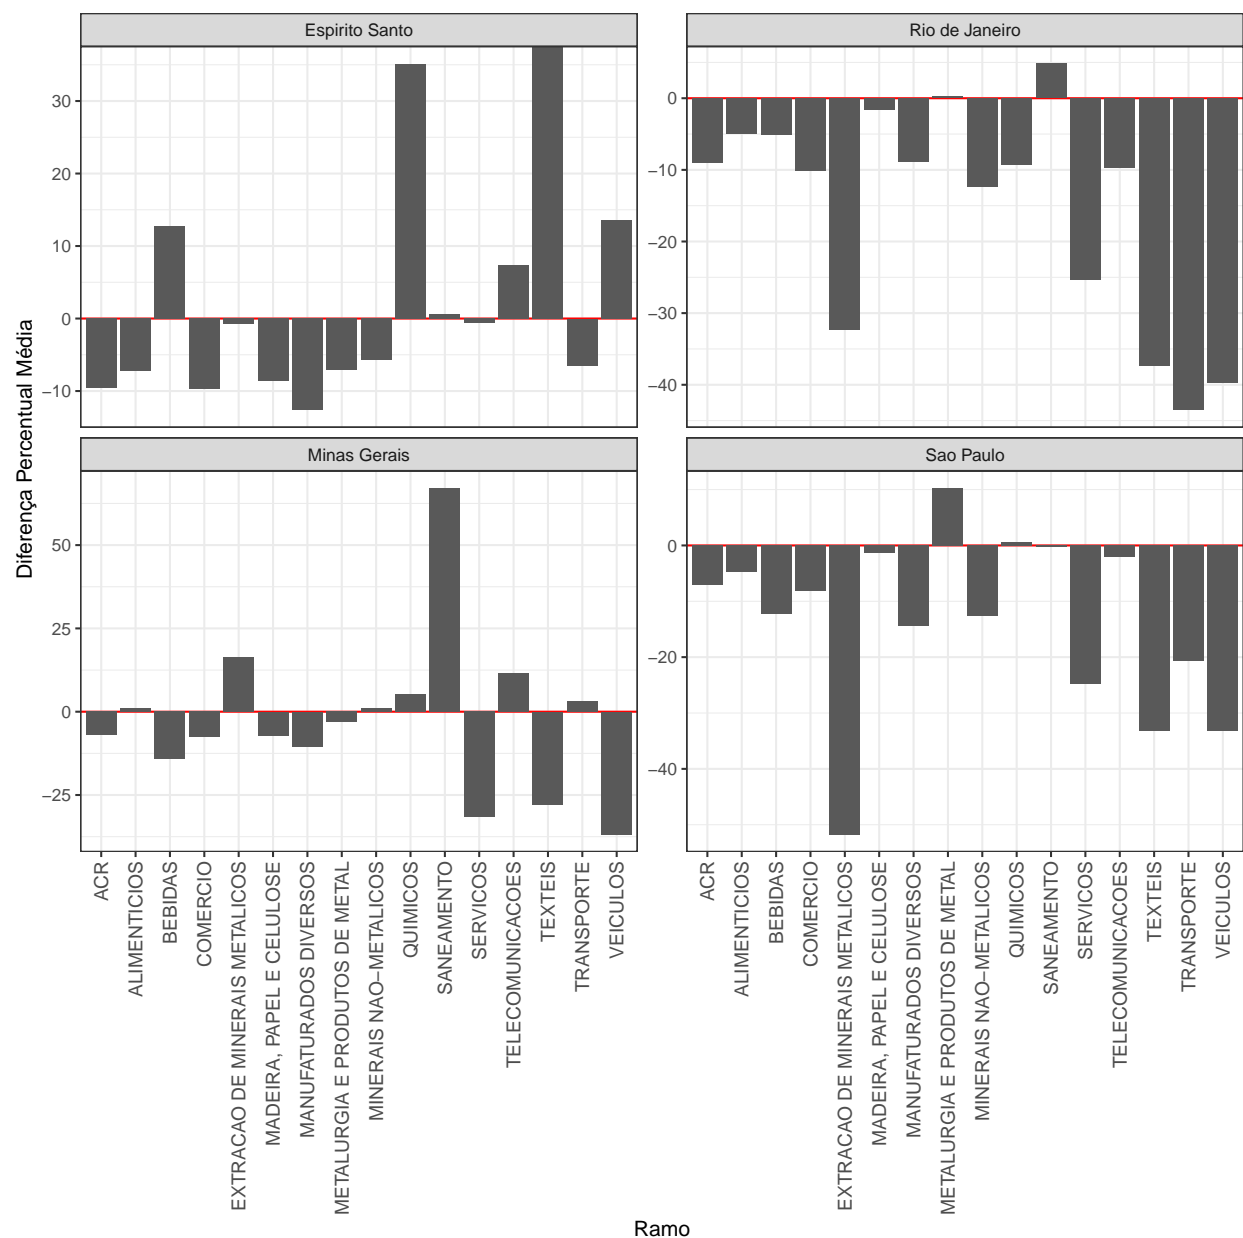 Espirito Santo
Rio de Janeiro
30
20
10
0
−10
0
−10
−20
−30
−40
Minas Gerais
Sao Paulo
50
25
0
−25
0
−20
−40
Diferença Percentual Média
ACR
ALIMENTICIOS
BEBIDAS
COMERCIO
EXTRACAO DE MINERAIS METALICOS
MADEIRA, PAPEL E CELULOSE
MANUFATURADOS DIVERSOS
METALURGIA E PRODUTOS DE METAL
MINERAIS NAO−METALICOS
QUIMICOS
SANEAMENTO
SERVICOS
TELECOMUNICACOES
TEXTEIS
TRANSPORTE
VEICULOS
ACR
ALIMENTICIOS
BEBIDAS
COMERCIO
EXTRACAO DE MINERAIS METALICOS
MADEIRA, PAPEL E CELULOSE
MANUFATURADOS DIVERSOS
METALURGIA E PRODUTOS DE METAL
MINERAIS NAO−METALICOS
QUIMICOS
SANEAMENTO
SERVICOS
TELECOMUNICACOES
TEXTEIS
TRANSPORTE
VEICULOS
Ramo